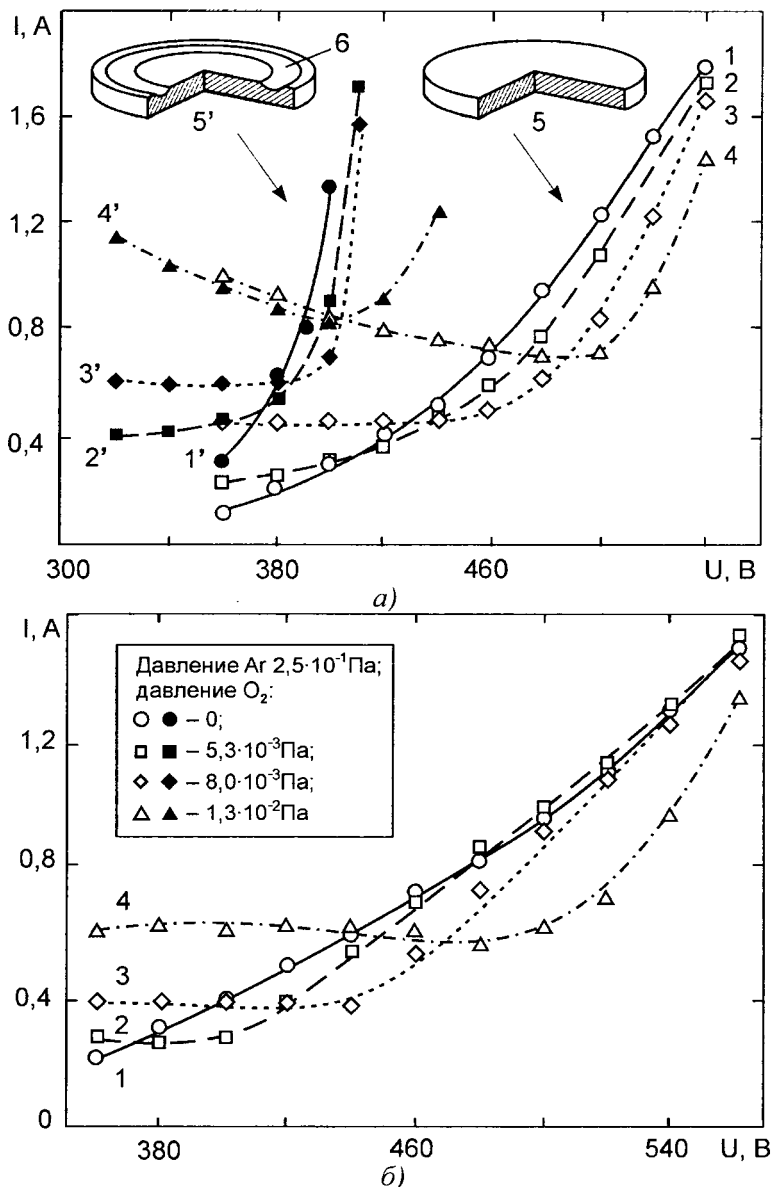 I, A
6
1
2
3
4
5'
5
1,6
4'
1,2
0,8
3'
0,4
2'
1'
300
380
460
U, В
а)
I, A
Давление Ar 2,5·10⁻¹Па;
давление O₂:
– 0;
– 5,3·10⁻³Па;
– 8,0·10⁻³Па;
– 1,3·10⁻²Па
1,2
0,8
4
3
0,4
2
1
0
380
460
540
U, В
б)